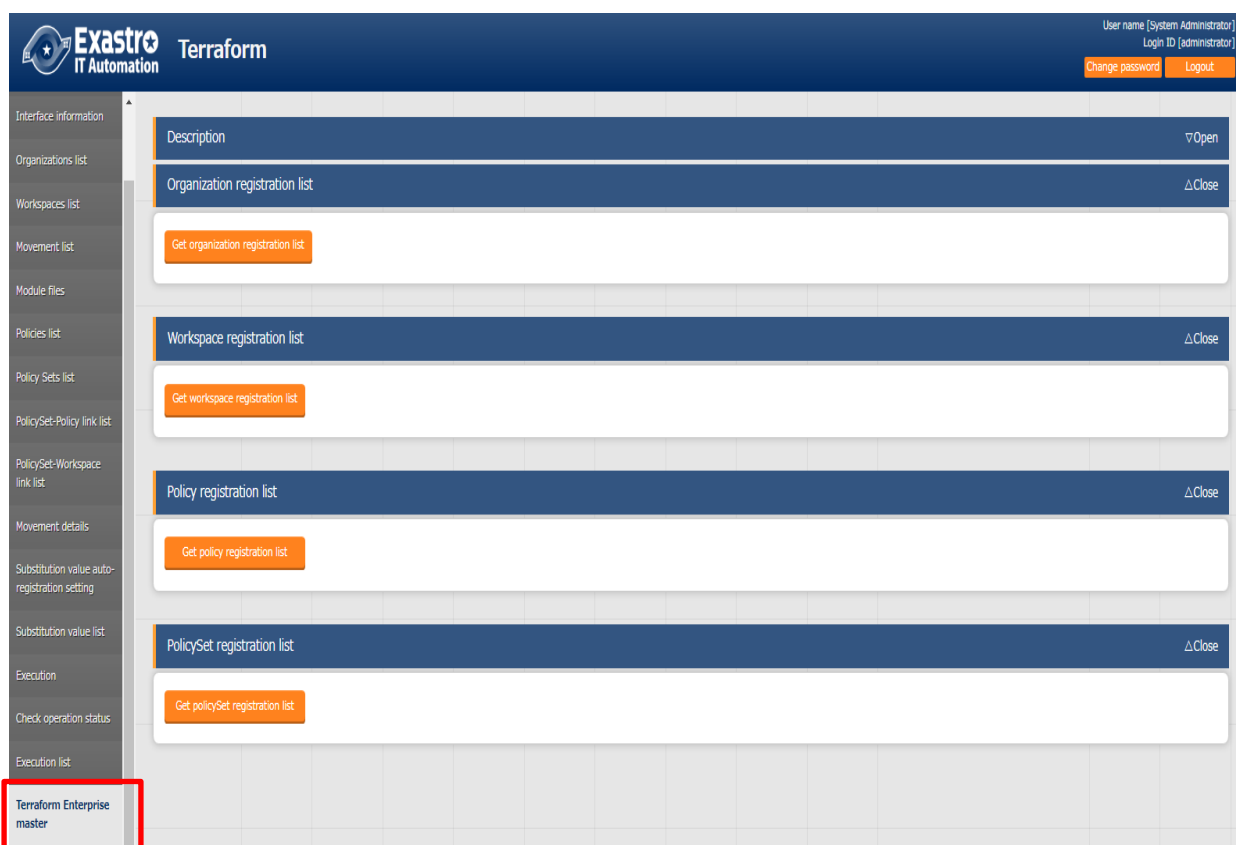 Exastro
IT Automation
Terraform
User name [System Administrator]
Login ID [administrator]
Change password
Logout
Interface information
Organizations list
Workspaces list
Movement list
Module files
Policies list
Policy Sets list
PolicySet-Policy link list
PolicySet-Workspace
link list
Movement details
Substitution value auto-
registration setting
Substitution value list
Execution
Check operation status
Execution list
Terraform Enterprise
master
Description
▽Open
Organization registration list
△Close
Get organization registration list
Workspace registration list
△Close
Get workspace registration list
Policy registration list
△Close
Get policy registration list
PolicySet registration list
△Close
Get policySet registration list